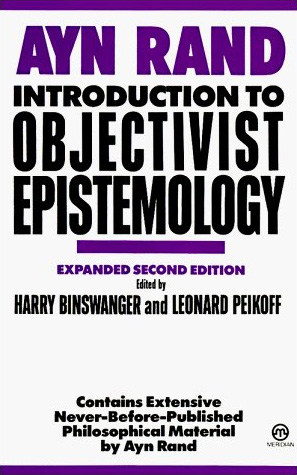 AYN RAND
INTRODUCTION TO
OBJECTIVIST
EPISTEMOLOGY
EXPANDED SECOND EDITION
Edited by
HARRY BINSWANGER and LEONARD PEIKOFF
Contains Extensive
Never-Before-Published
Philosophical Material
by Ayn Rand
MERIDIAN